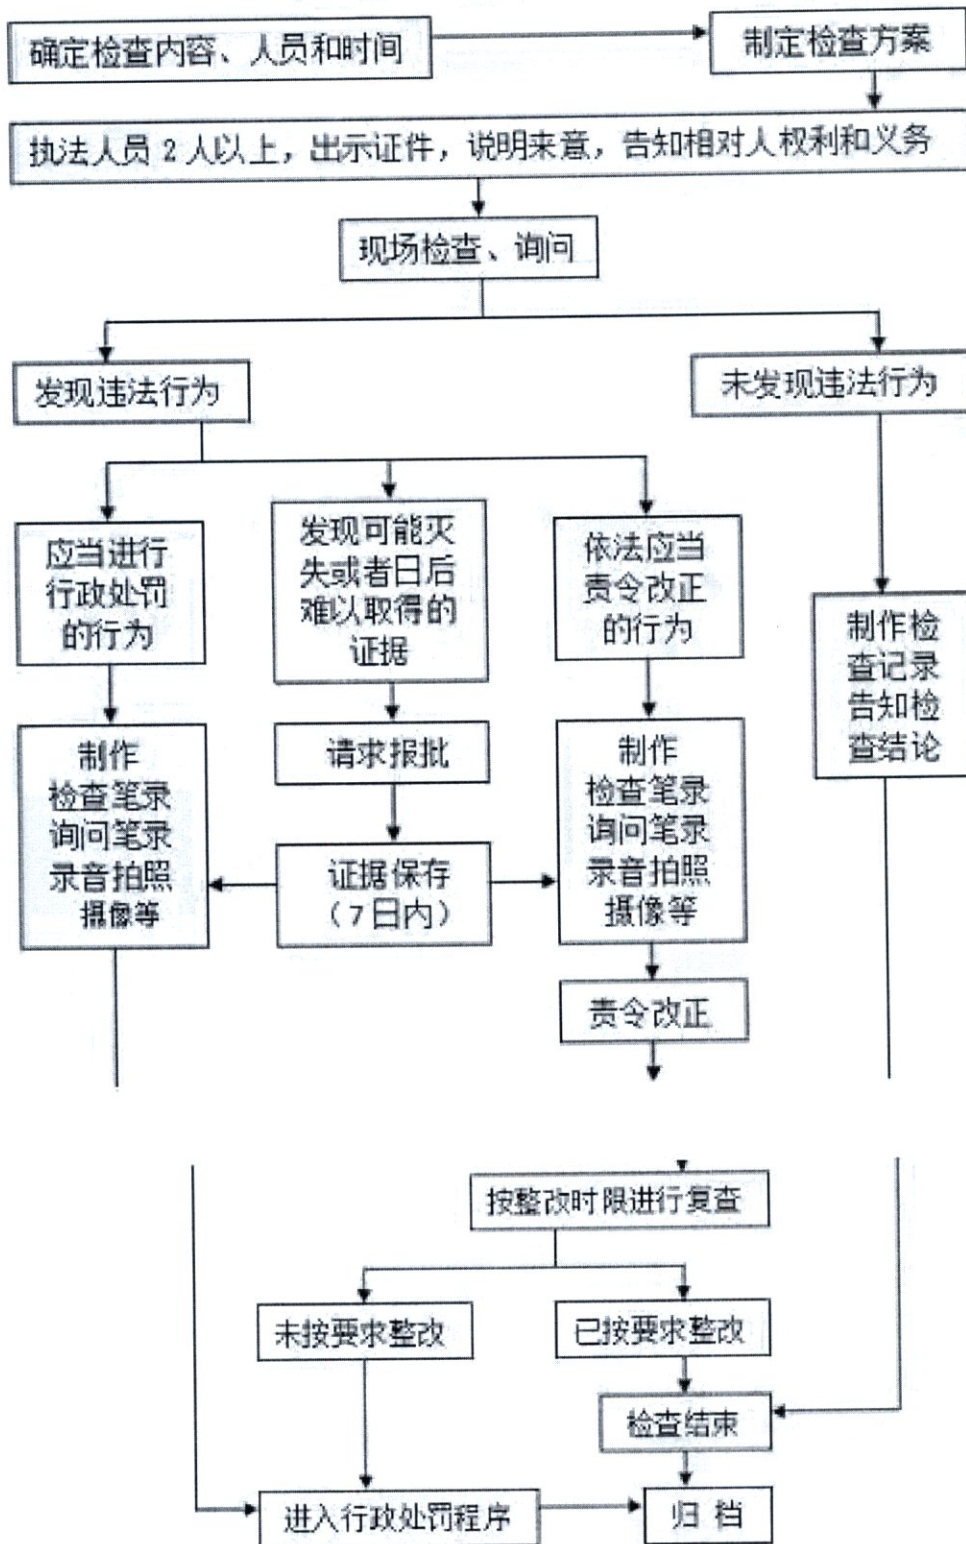 确定检查内容、人员和时间
制定检查方案
执法人员2人以上，出示证件，说明来意，告知相对人权利和义务
现场检查、询问
发现违法行为
未发现违法行为
应当进行
行政处罚
的行为
发现可能灭
失或者日后
难以取得的
证据
依法应当
责令改正
的行为
制作检
查记录
告知检
查结论
制作
检查笔录
询问笔录
录音拍照
摄像等
请求报批
证据保存
（7日内）
制作
检查笔录
询问笔录
录音拍照
摄像等
责令改正
按整改时限进行复查
未按要求整改
已按要求整改
检查结束
进入行政处罚程序
归 档